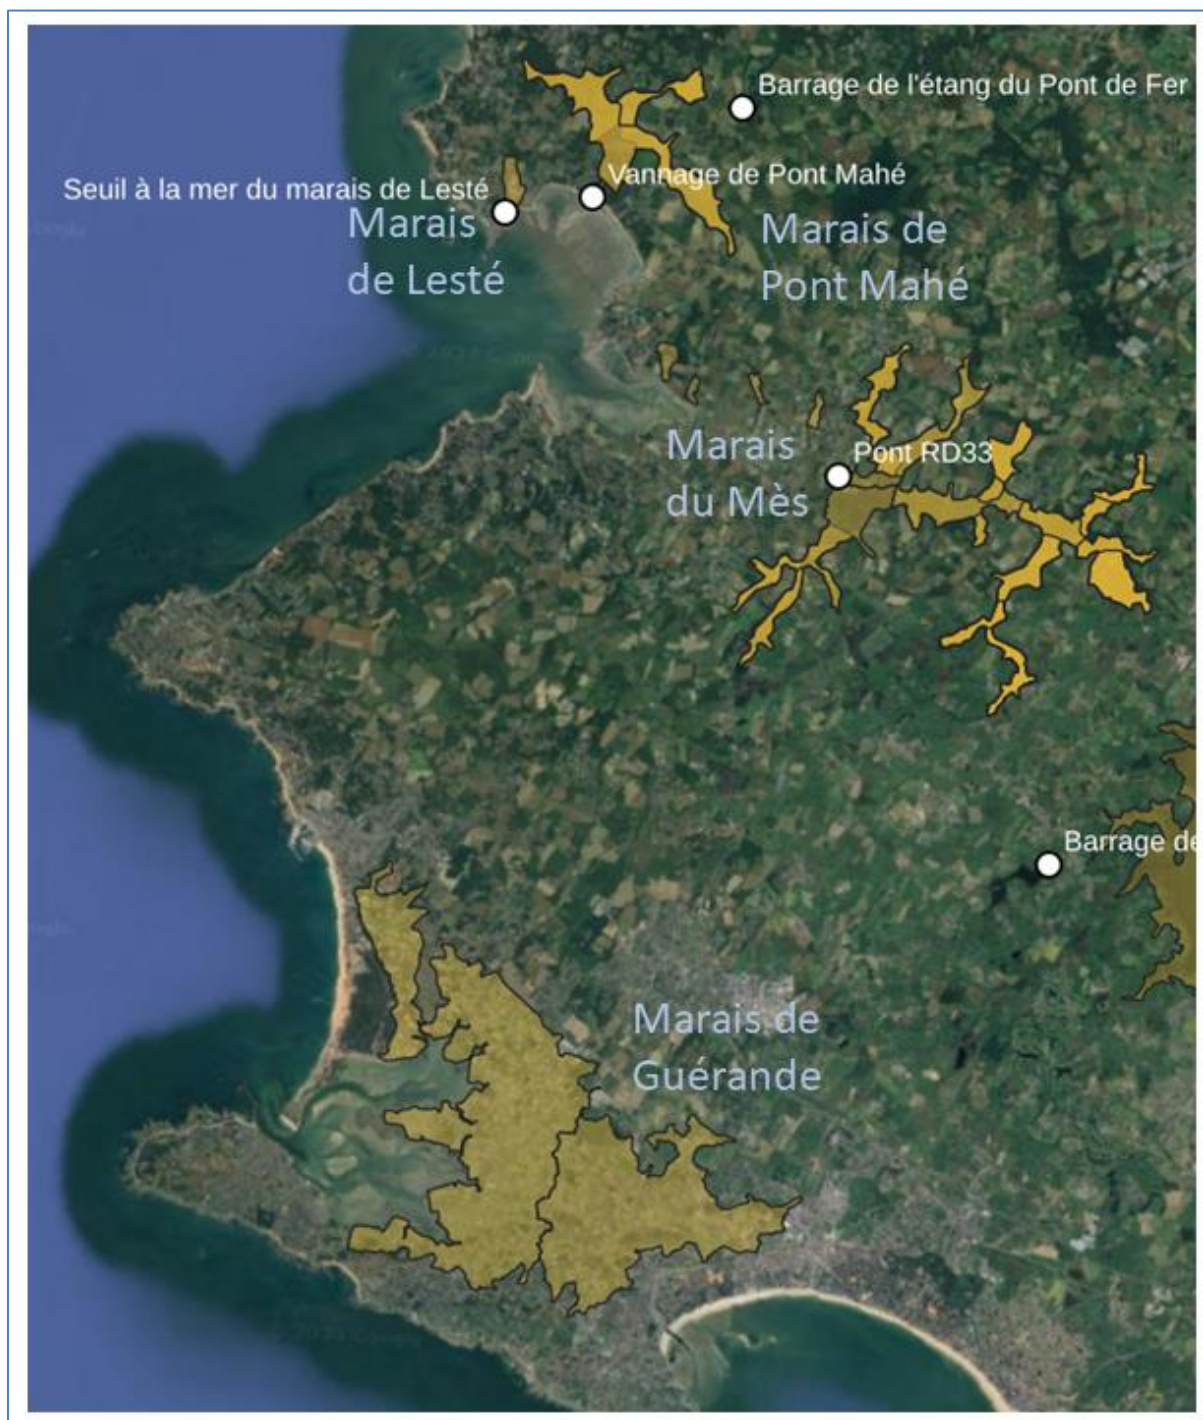 Barrage de l'étang du Pont de Fer
Vannage de Pont Mahé
Seuil à la mer du marais de Lesté
Marais
de Lesté
Marais de
Pont Mahé
Marais
du Mès
Pont RD33
Barrage de
Marais de
Guérande